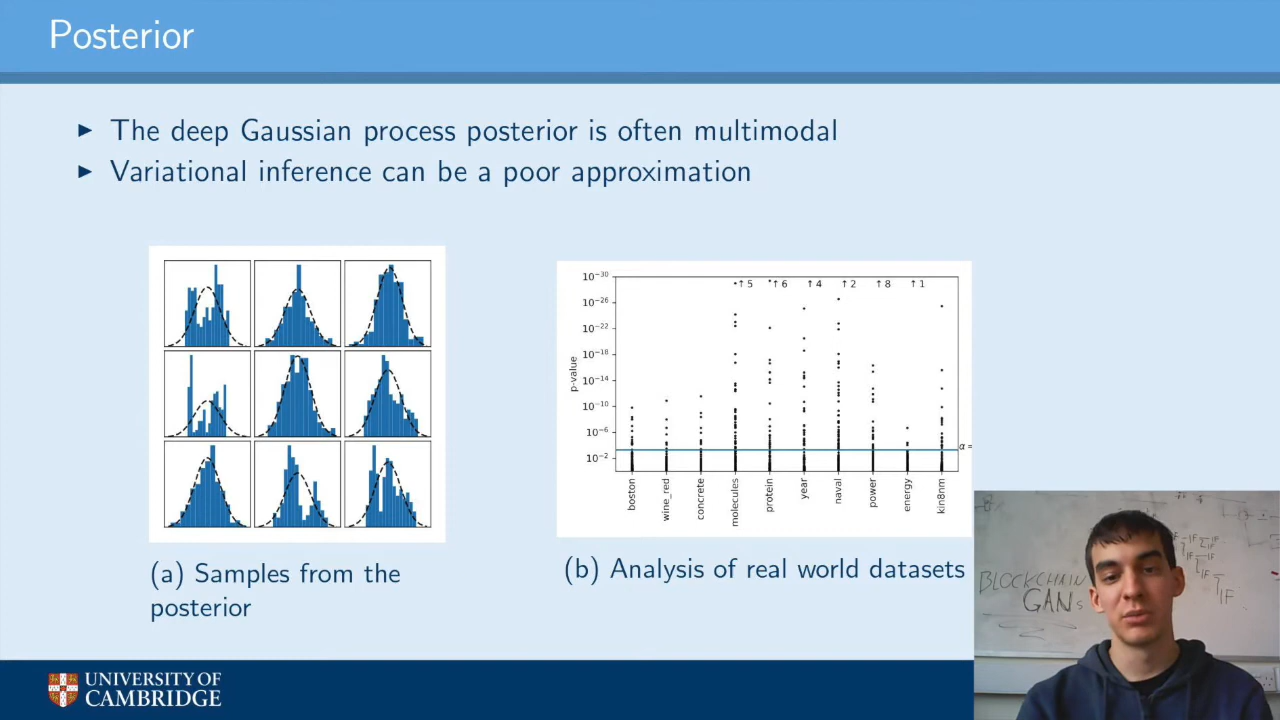 Posterior
The deep Gaussian process posterior is often multimodal
Variational inference can be a poor approximation
10⁻³⁰
10⁻²⁶
10⁻²²
10⁻¹⁸
10⁻¹⁴
10⁻¹⁰
10⁻⁶
10⁻²
p-value
↑5 ↑6 ↑4 ↑2 ↑8 ↑1
α =
boston
wine_red
concrete
molecules
protein
year
naval
power
energy
kin8nm
(a) Samples from the
posterior
(b) Analysis of real world datasets
BLOCKCHAIN
GANs
IF
IF
IF
UNIVERSITY OF
CAMBRIDGE